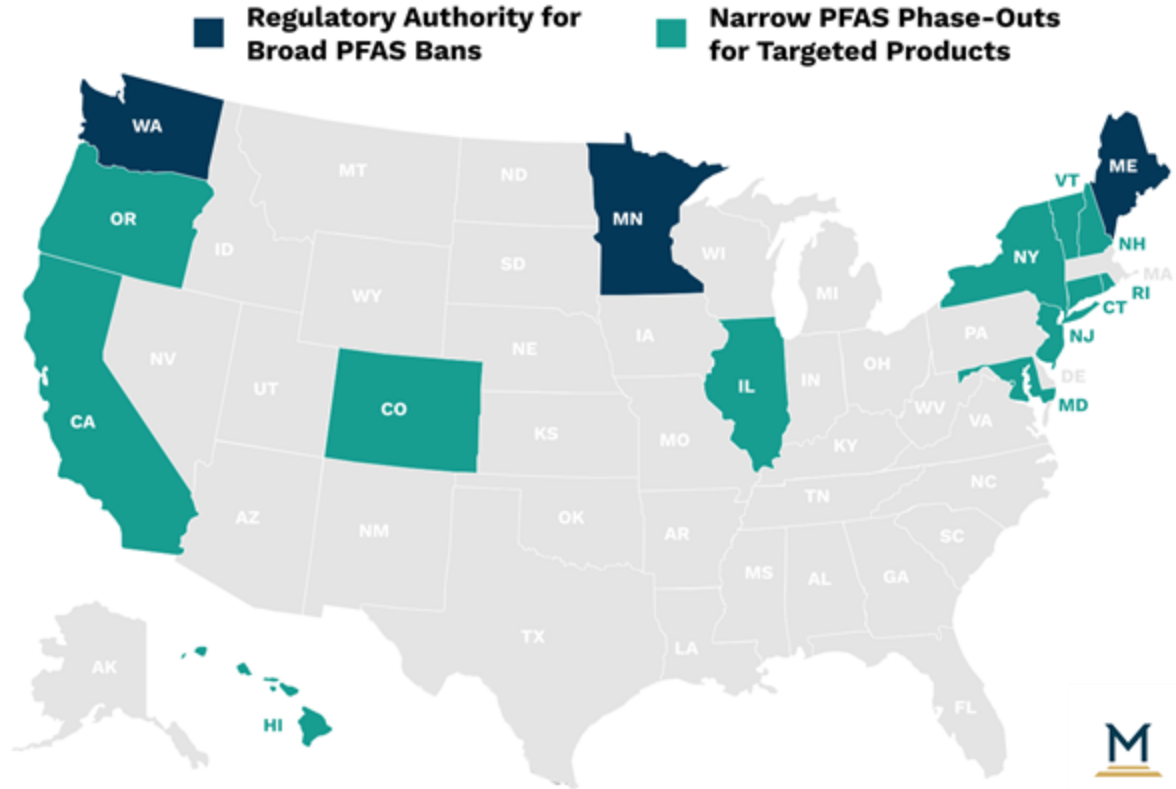 Regulatory Authority for
Broad PFAS Bans
Narrow PFAS Phase-Outs
for Targeted Products
WA
MT
ND
MN
ME
VT
OR
ID
SD
WI
NY
NH
MA
WY
MI
RI
CT
IA
PA
NJ
NV
NE
OH
UT
IL
IN
DE
CA
CO
MD
WV
VA
KS
MO
KY
NC
TN
AZ
NM
OK
AR
SC
MS
AL
GA
TX
LA
AK
FL
HI
M